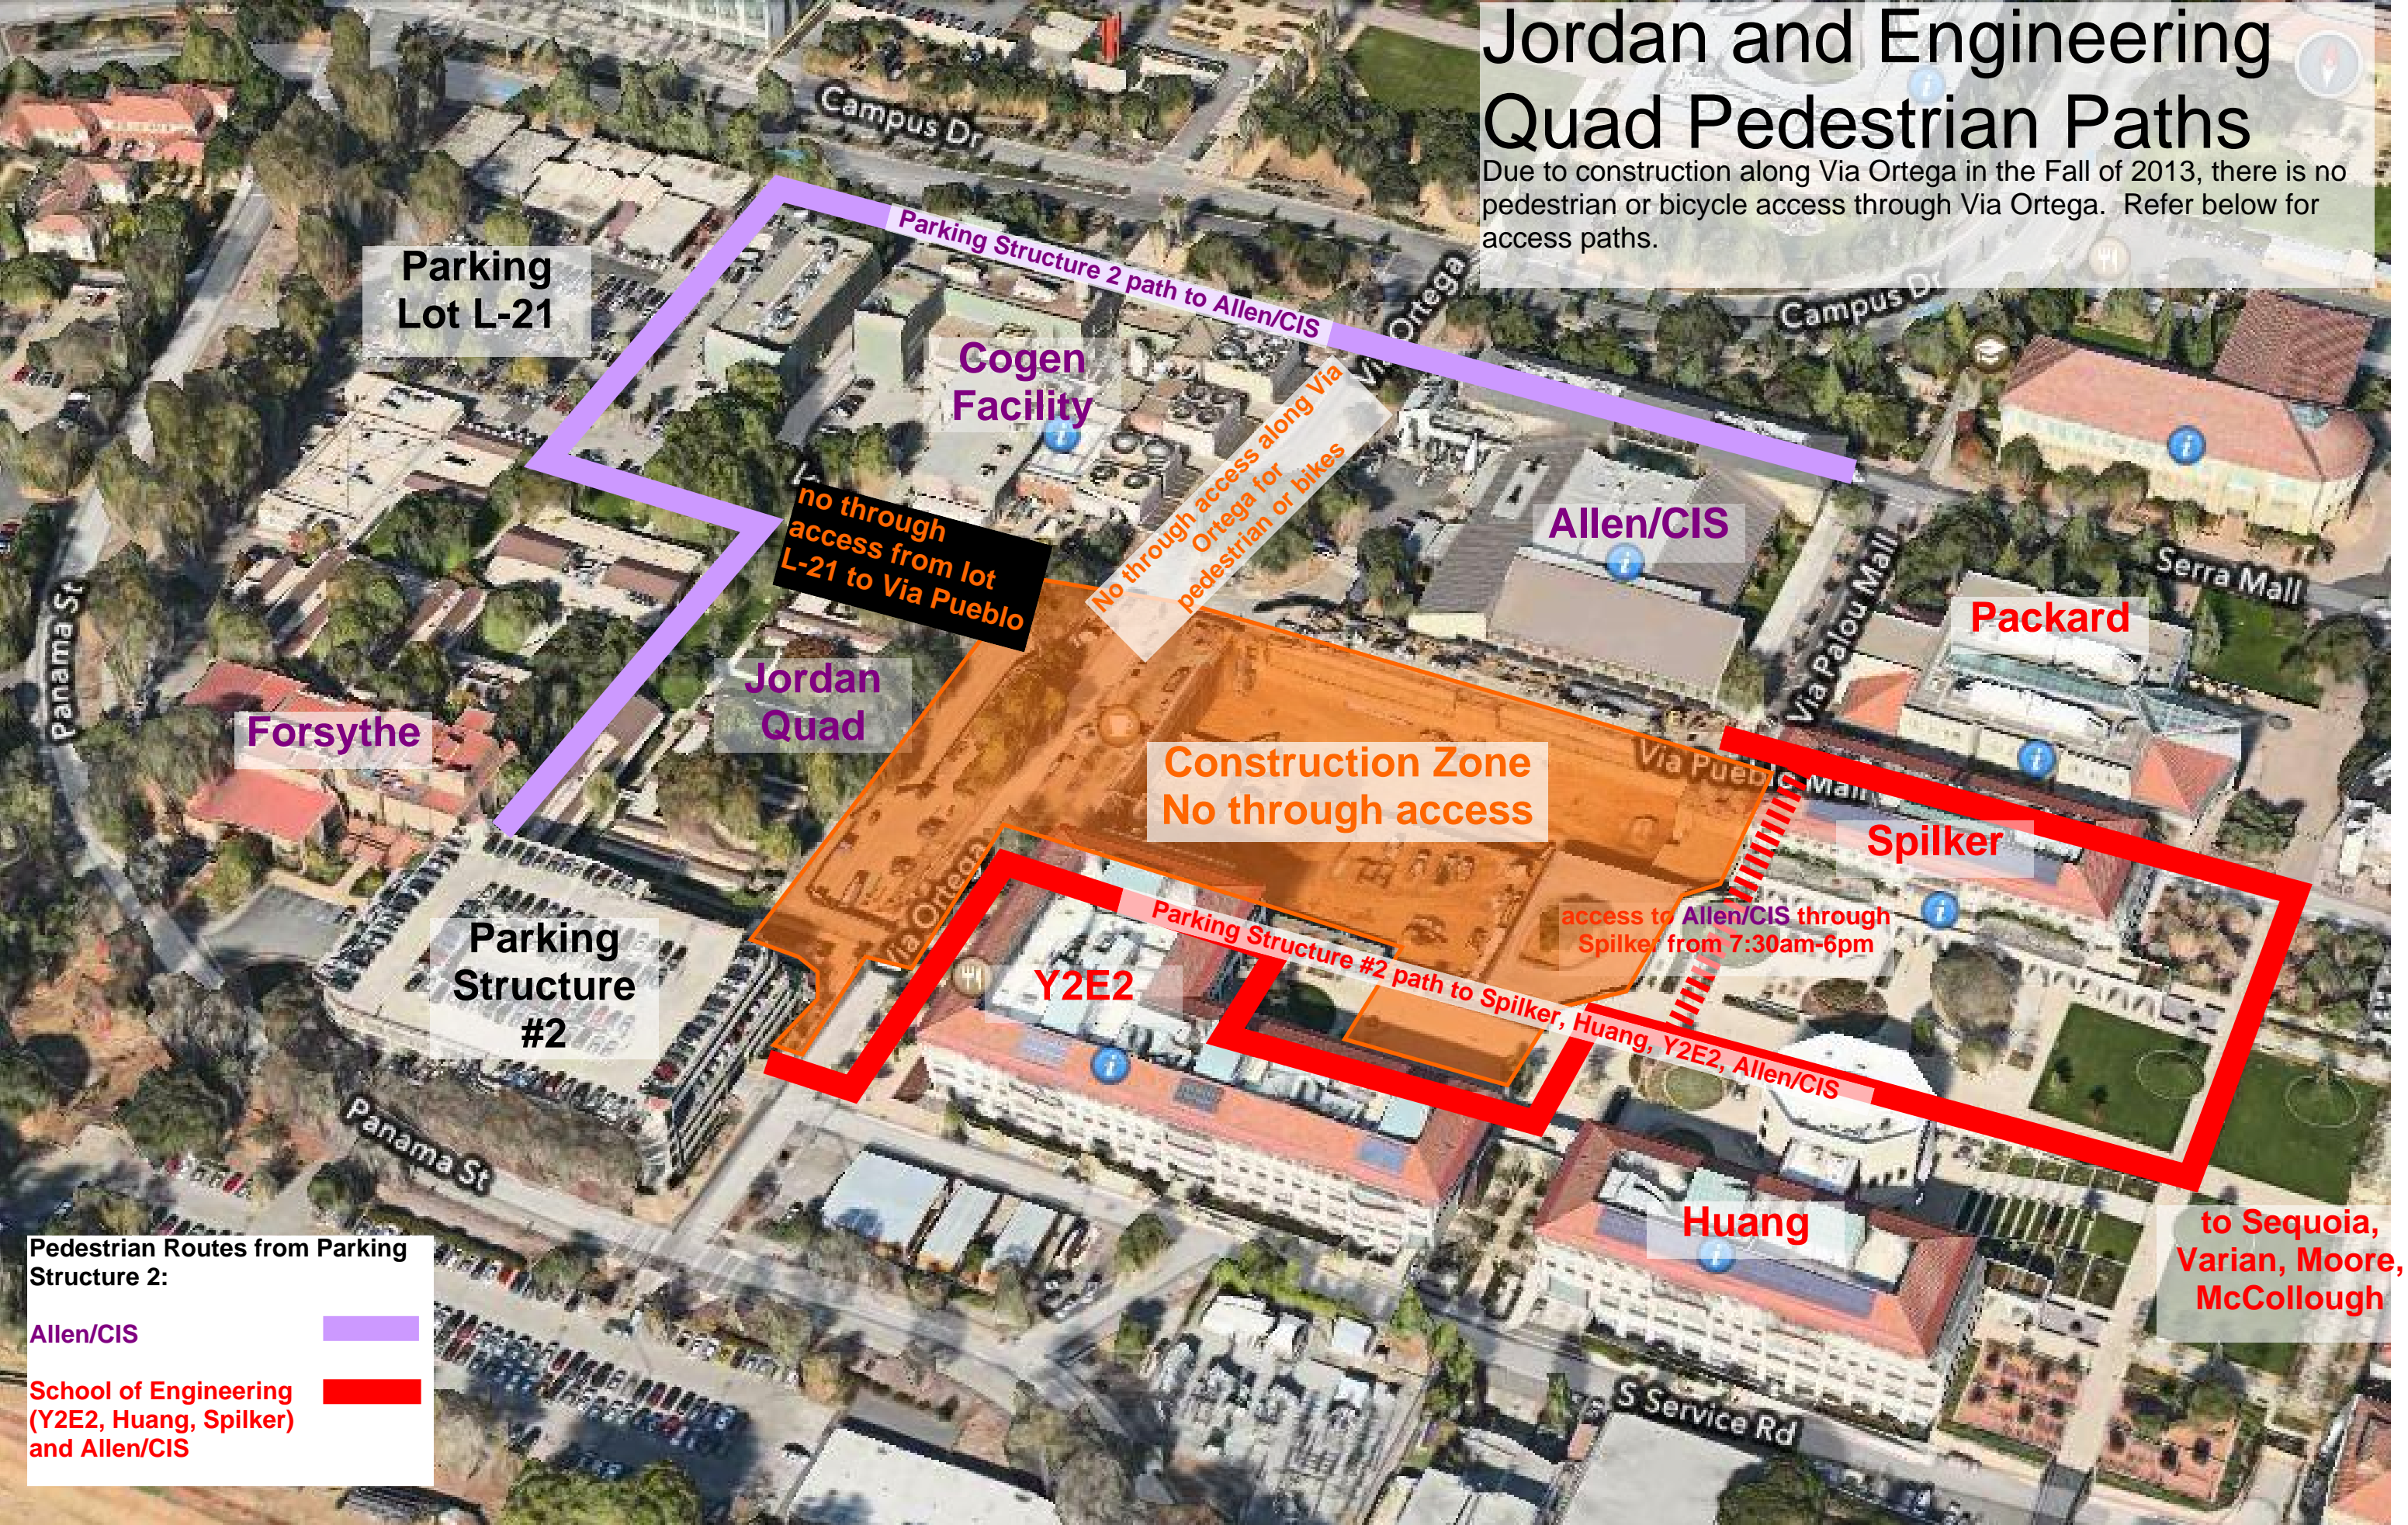 Jordan and Engineering
Quad Pedestrian Paths
Due to construction along Via Ortega in the Fall of 2013, there is no
pedestrian or bicycle access through Via Ortega. Refer below for
access paths.
Campus Dr
Campus Dr
Parking Structure 2 path to Allen/CIS
Via Ortega
Parking
Lot L-21
Cogen
Facility
No through access along Via
Ortega for
pedestrian or bikes
no through
access from lot
L-21 to Via Pueblo
Allen/CIS
Serra Mall
Packard
Via Palou Mall
Panama St
Forsythe
Jordan
Quad
Construction Zone
No through access
Via Pueblo Mall
Spilker
access to Allen/CIS through
Spilker from 7:30am-6pm
Via Ortega
Parking
Structure
#2
Y2E2
Parking Structure #2 path to Spilker, Huang, Y2E2, Allen/CIS
Panama St
Huang
to Sequoia,
Varian, Moore,
McCollough
S Service Rd
Pedestrian Routes from Parking
Structure 2:
Allen/CIS
School of Engineering
(Y2E2, Huang, Spilker)
and Allen/CIS